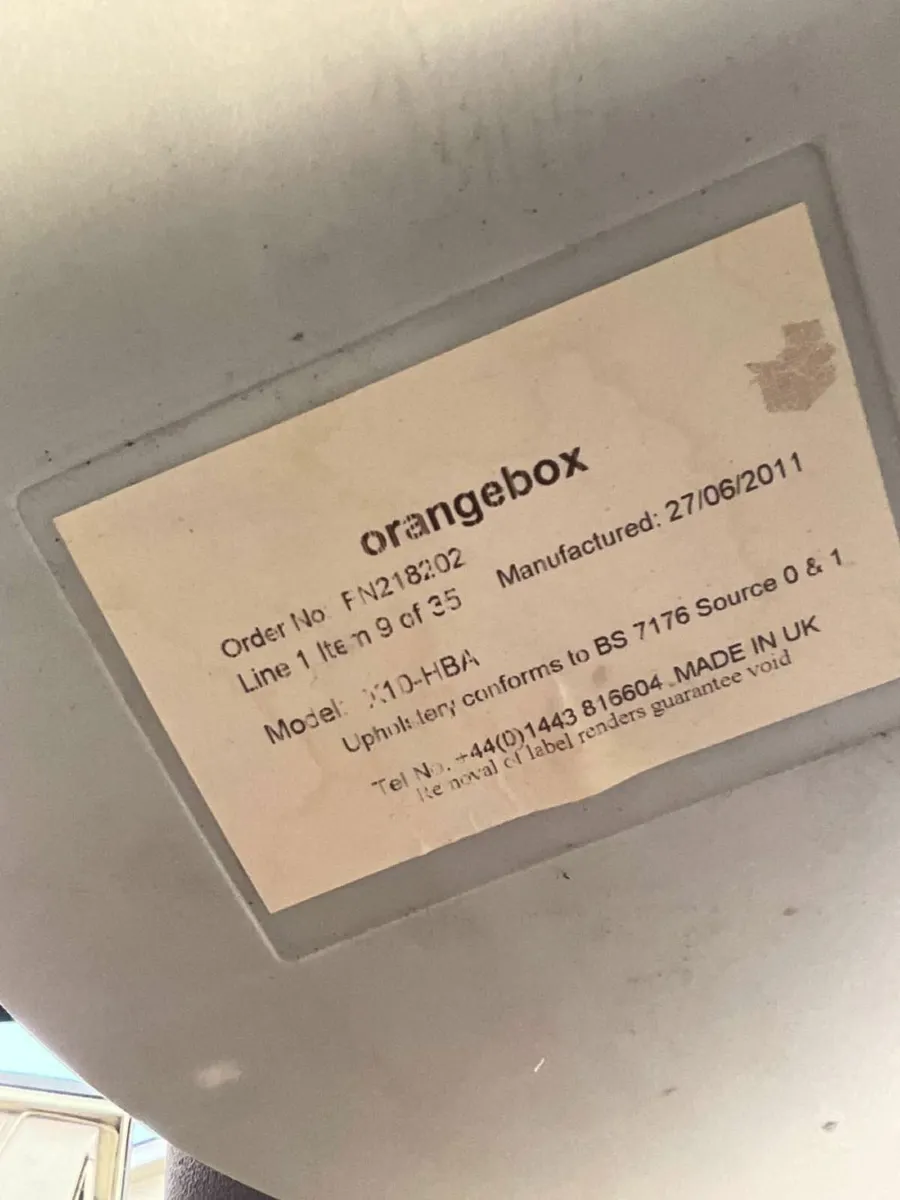 orangebox
Order No: FN218202
Line 1 Item 9 of 35 Manufactured: 27/06/2011
Model: X10-HBA
Upholstery conforms to BS 7176 Source 0 & 1
Tel No. +44(0)1443 816604 MADE IN UK
Removal of label renders guarantee void